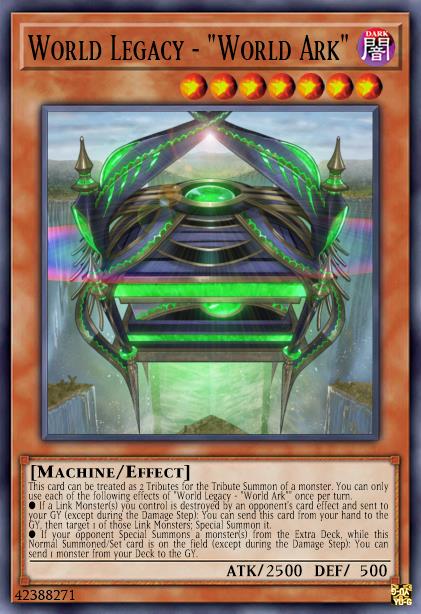 World Legacy - "World Ark"
DARK
闇
[Machine/Effect]
This card can be treated as 2 Tributes for the Tribute Summon of a monster. You can only
use each of the following effects of "World Legacy - "World Ark"" once per turn.
● If a Link Monster(s) you control is destroyed by an opponent's card effect and sent to
your GY (except during the Damage Step): You can send this card from your hand to the
GY, then target 1 of those Link Monsters; Special Summon it.
● If your opponent Special Summons a monster(s) from the Extra Deck, while this
Normal Summoned/Set card is on the field (except during the Damage Step): You can
send 1 monster from your Deck to the GY.
ATK/2500 DEF/ 500
42388271